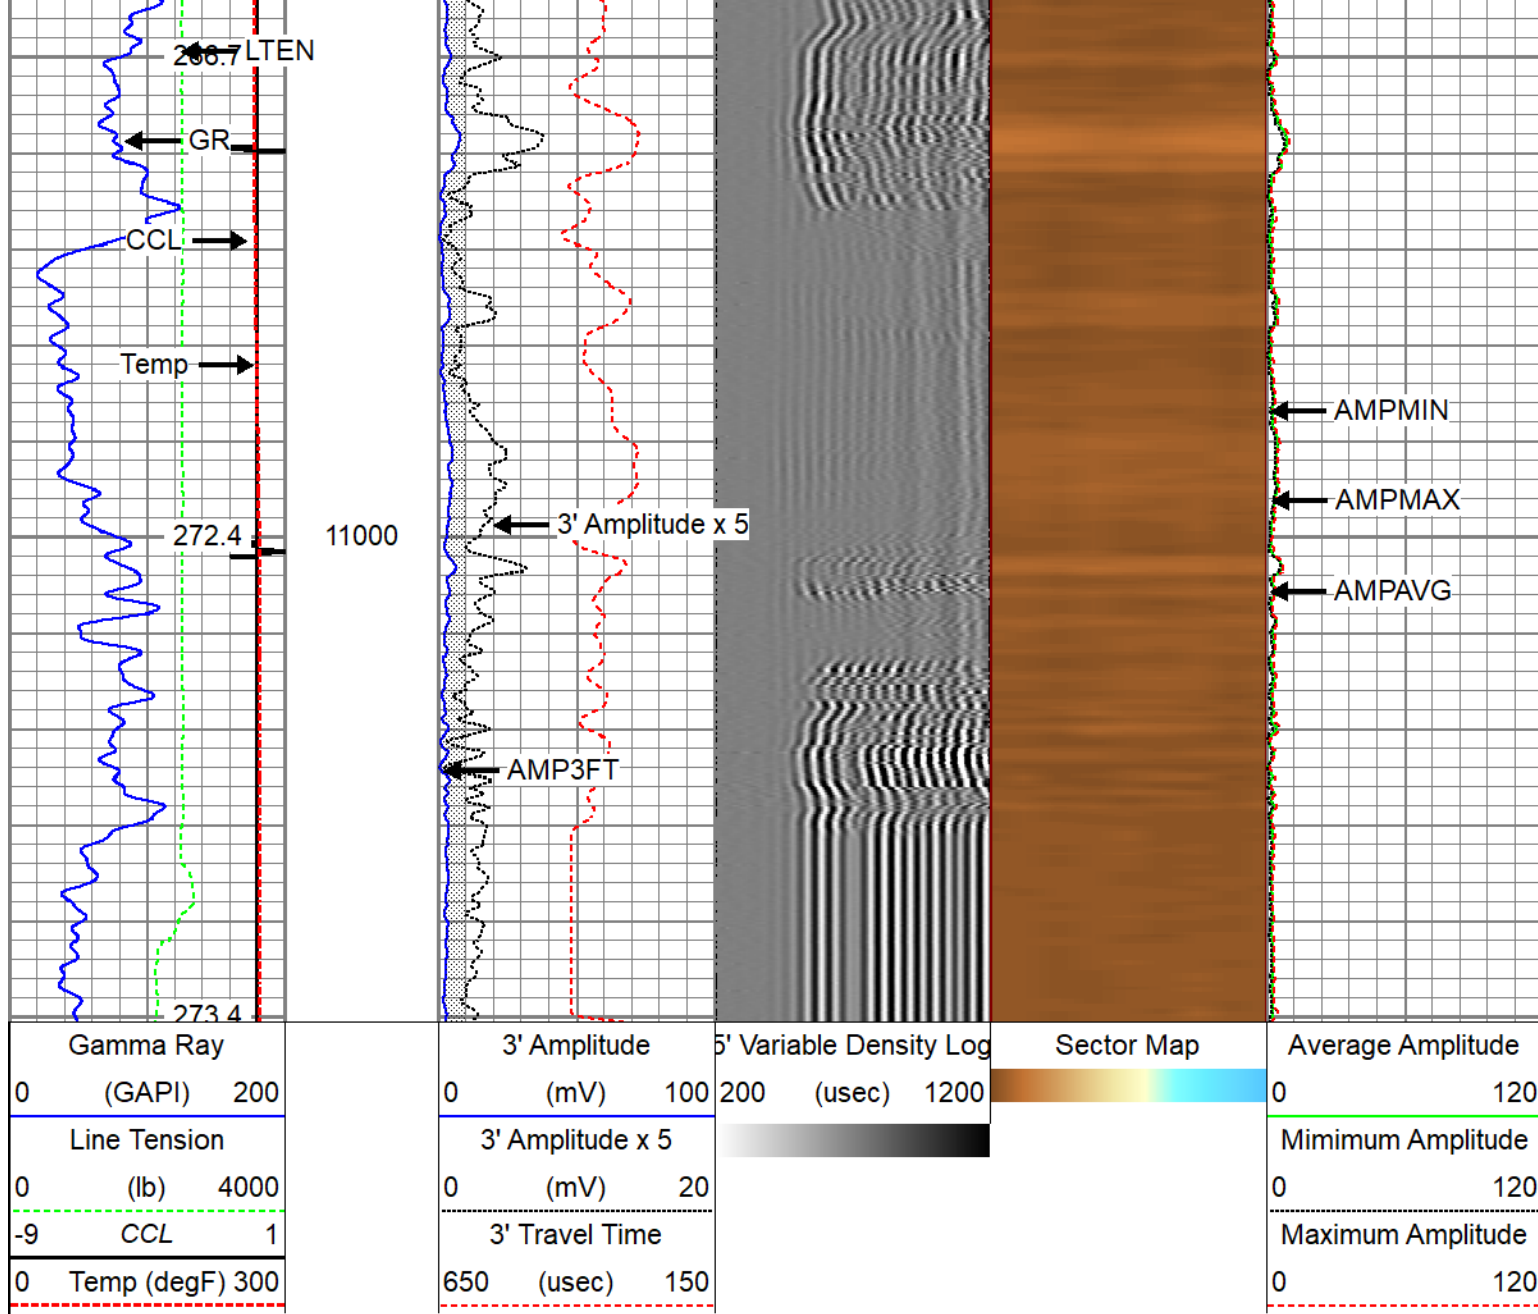 266.7 LTEN
GR
CCL
Temp
AMPMIN
AMPMAX
3' Amplitude x 5
272.4 11000
AMPAVG
AMP3FT
273.4
Gamma Ray
0 (GAPI) 200
Line Tension
0 (lb) 4000
-9 CCL 1
0 Temp (degF) 300
3' Amplitude
0 (mV) 100
3' Amplitude x 5
0 (mV) 20
3' Travel Time
650 (usec) 150
5' Variable Density Log
200 (usec) 1200
Sector Map
Average Amplitude
0 120
Mimimum Amplitude
0 120
Maximum Amplitude
0 120